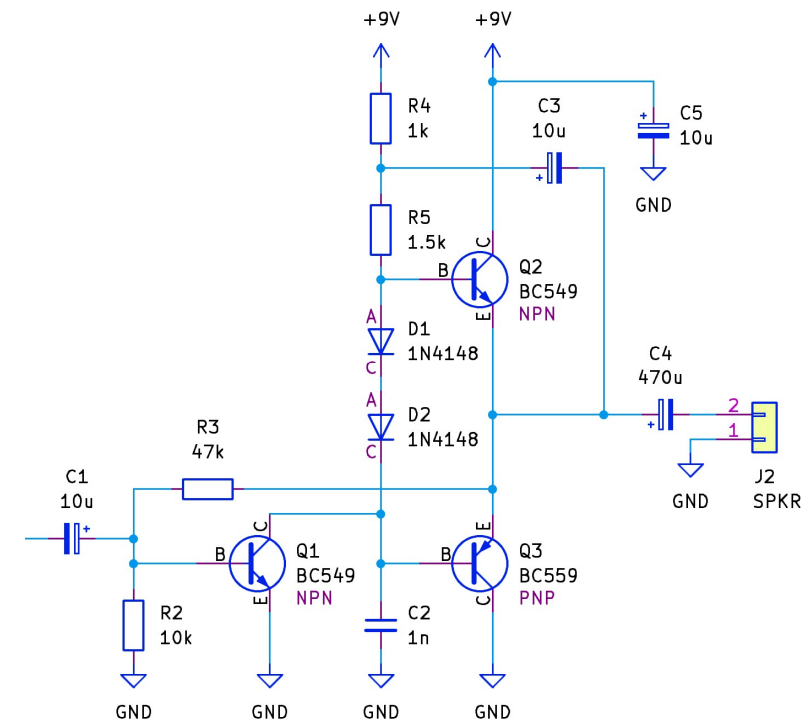 +9V
+9V
R4
1k
C3
10u
+
C5
10u
+
GND
R5
1.5k
C
B
E
Q2
BC549
NPN
A
D1
1N4148
C
A
D2
1N4148
C
C4
470u
+
2
1
J2
SPKR
GND
R3
47k
C1
10u
+
C
B
E
Q1
BC549
NPN
E
B
C
Q3
BC559
PNP
R2
10k
C2
1n
GND
GND
GND
GND